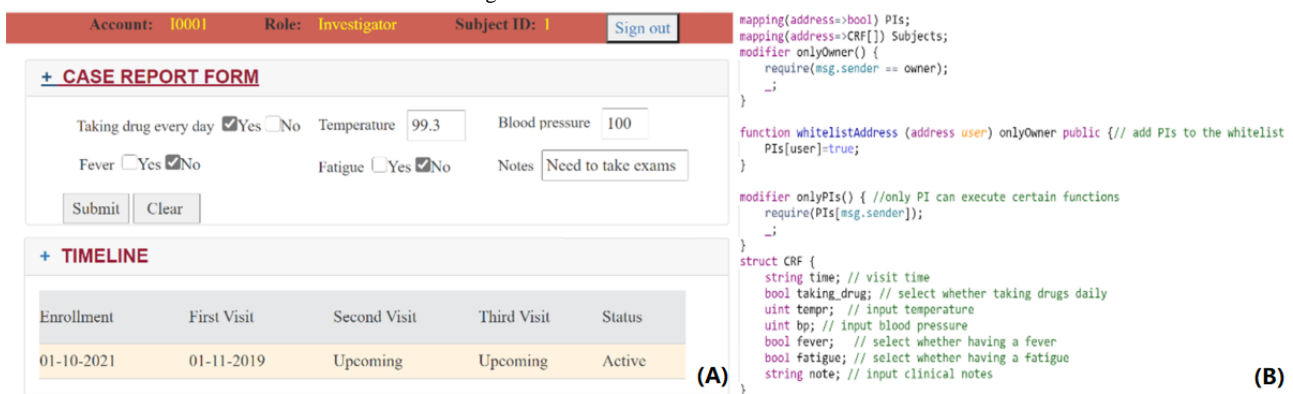 Account: I0001 Role: Investigator Subject ID: 1 Sign out
+ CASE REPORT FORM
Taking drug every day Yes No Temperature 99.3 Blood pressure 100
Fever Yes No Fatigue Yes No Notes Need to take exams
Submit Clear
+ TIMELINE
Enrollment First Visit Second Visit Third Visit Status
01-10-2021 01-11-2019 Upcoming Upcoming Active
(A)
mapping(address=>bool) PIs;
mapping(address=>CRF[]) Subjects;
modifier onlyOwner() {
require(msg.sender == owner);
_;
}
function whitelistAddress (address user) onlyOwner public {// add PIs to the whitelist
PIs[user]=true;
}
modifier onlyPIs() { //only PI can execute certain functions
require(PIs[msg.sender]);
_;
}
struct CRF {
string time; // visit time
bool taking_drug; // select whether taking drugs daily
uint tempr; // input temperature
uint bp; // input blood pressure
bool fever; // select whether having a fever
bool fatigue; // select whether having a fatigue
string note; // input clinical notes
}
(B)